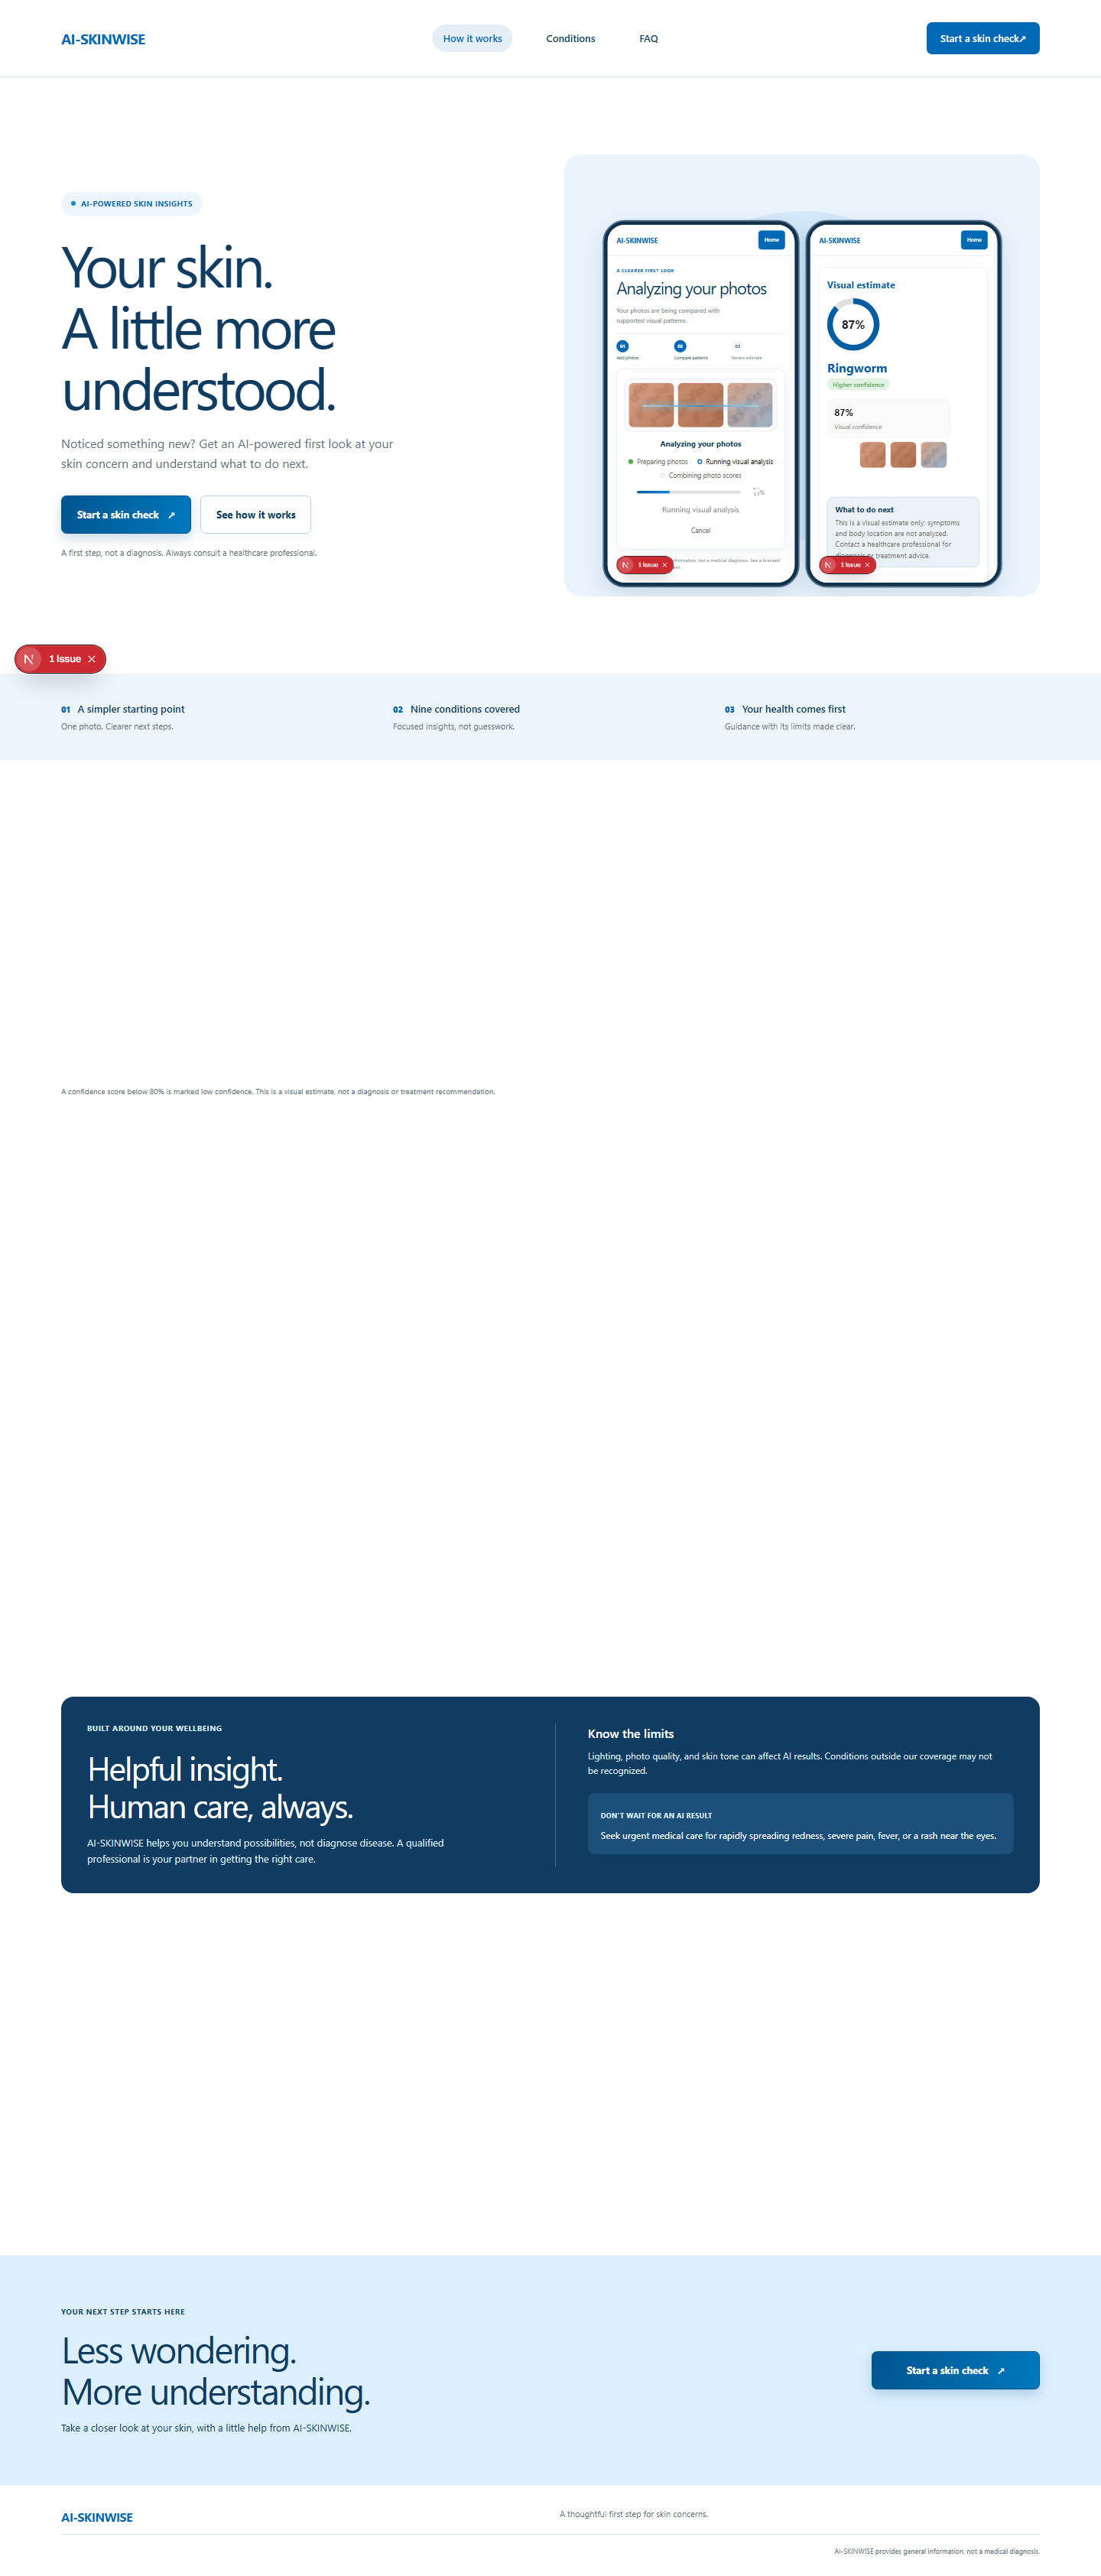 AI-SKINWISE
How it works
Conditions
FAQ
Start a skin check↗
AI-POWERED SKIN INSIGHTS
Your skin.
A little more
understood.
Noticed something new? Get an AI-powered first look at your
skin concern and understand what to do next.
Start a skin check ↗
See how it works
A first step, not a diagnosis. Always consult a healthcare professional.
AI-SKINWISE
Home
A CLEARER FIRST LOOK
Analyzing your photos
Your photos are being compared with
supported visual patterns.
01
02
03
Add photos
Compare patterns
Review estimate
Analyzing your photos
Preparing photos
Running visual analysis
Combining photo scores
Running visual analysis
Cancel
information, not a medical diagnosis. See a licensed
N 1 Issue ×
AI-SKINWISE
Home
Visual estimate
87%
Ringworm
Higher confidence
87%
Visual confidence
What to do next
This is a visual estimate only; symptoms
and body location are not analyzed.
Contact a healthcare professional for
diagnosis or treatment advice.
N 1 Issue ×
N 1 Issue ×
01 A simpler starting point
One photo. Clearer next steps.
02 Nine conditions covered
Focused insights, not guesswork.
03 Your health comes first
Guidance with its limits made clear.
A confidence score below 80% is marked low confidence. This is a visual estimate, not a diagnosis or treatment recommendation.
BUILT AROUND YOUR WELLBEING
Helpful insight.
Human care, always.
AI-SKINWISE helps you understand possibilities, not diagnose disease. A qualified
professional is your partner in getting the right care.
Know the limits
Lighting, photo quality, and skin tone can affect AI results. Conditions outside our coverage may not
be recognized.
DON'T WAIT FOR AN AI RESULT
Seek urgent medical care for rapidly spreading redness, severe pain, fever, or a rash near the eyes.
YOUR NEXT STEP STARTS HERE
Less wondering.
More understanding.
Take a closer look at your skin, with a little help from AI-SKINWISE.
Start a skin check ↗
AI-SKINWISE
A thoughtful first step for skin concerns.
AI-SKINWISE provides general information, not a medical diagnosis.